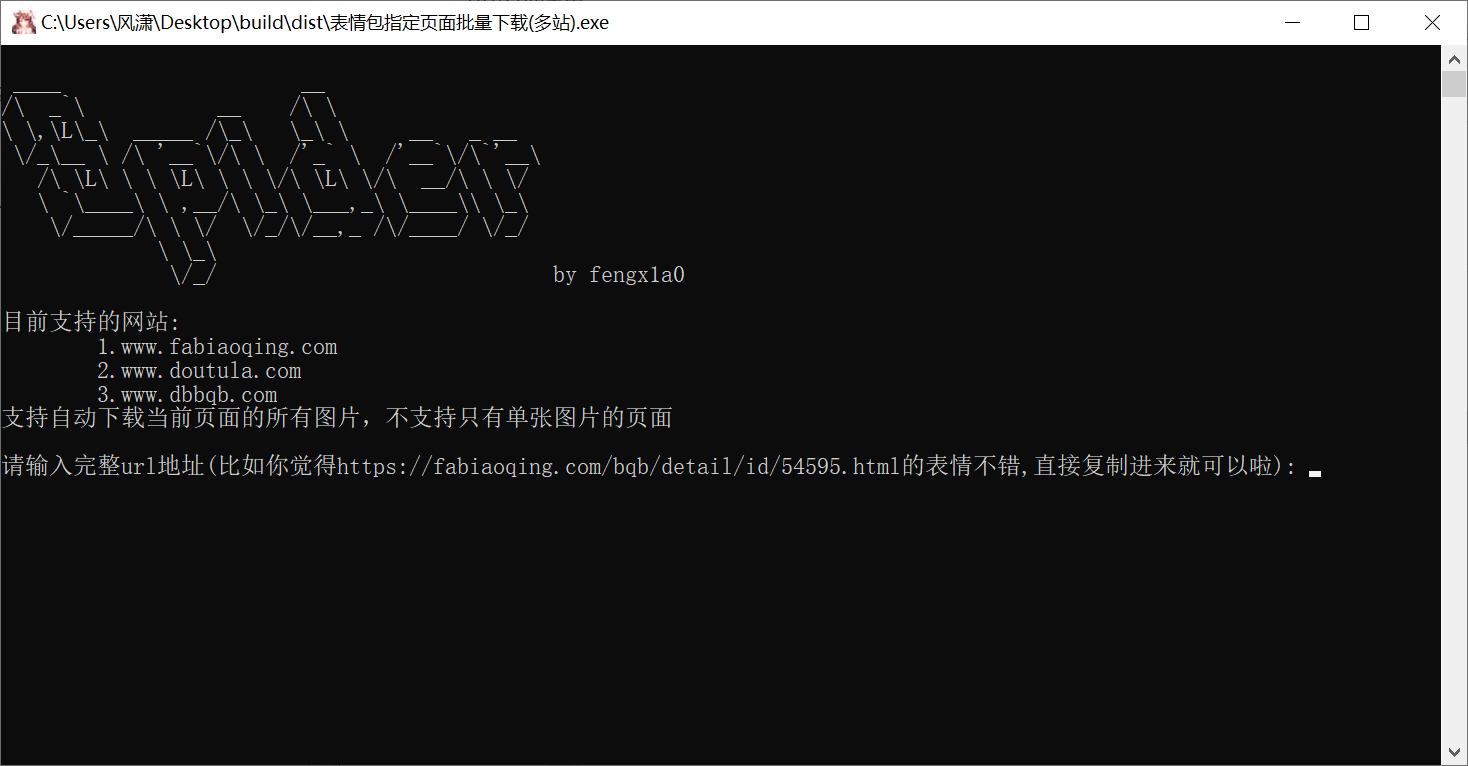 C:\Users\风潇\Desktop\build\dist\表情包指定页面批量下载(多站).exe
Spider
by fengx1a0
目前支持的网站:
1.www.fabiaoqing.com
2.www.doutula.com
3.www.dbbqb.com
支持自动下载当前页面的所有图片，不支持只有单张图片的页面
请输入完整url地址(比如你觉得https://fabiaoqing.com/bqb/detail/id/54595.html的表情不错,直接复制进来就可以啦):